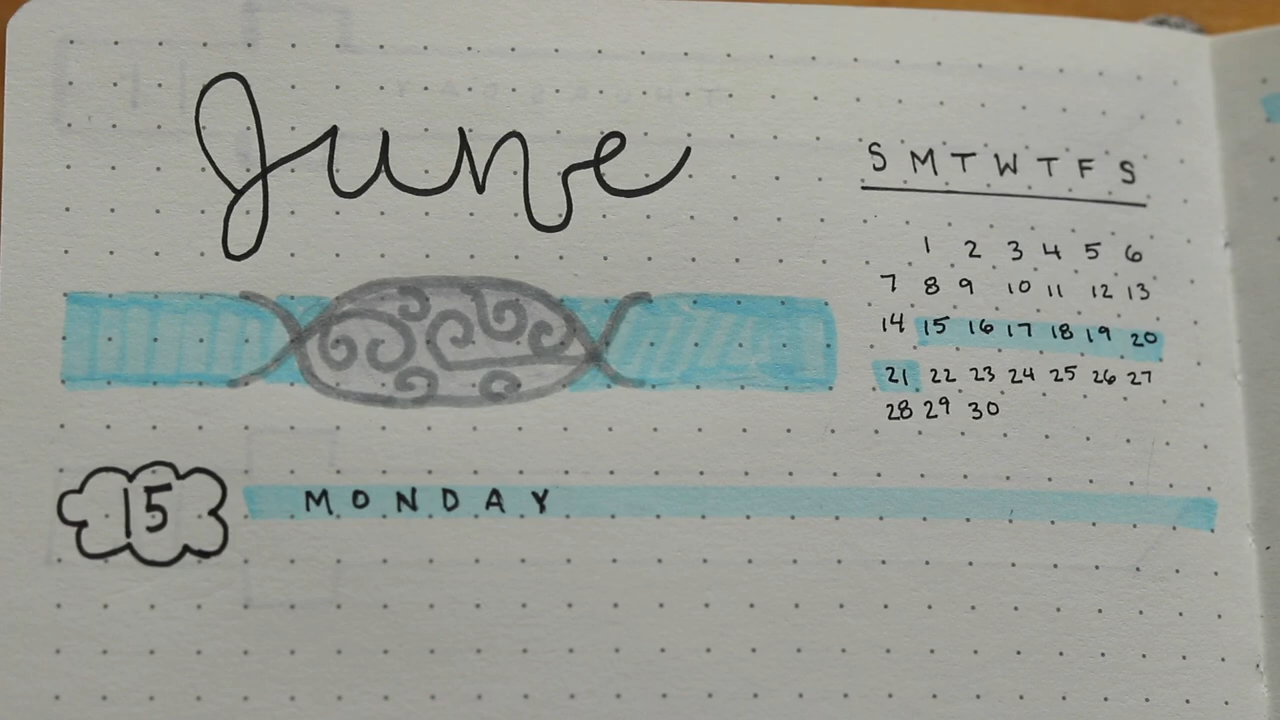 June
S M T W T F S
1 2 3 4 5 6
7 8 9 10 11 12 13
14 15 16 17 18 19 20
21 22 23 24 25 26 27
28 29 30
15 MONDAY